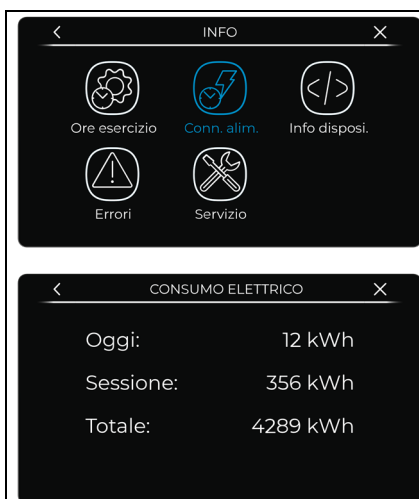 INFO
Ore esercizio Conn. alim. Info disposi.
Errori Servizio
CONSUMO ELETTRICO
Oggi: 12 kWh
Sessione: 356 kWh
Totale: 4289 kWh